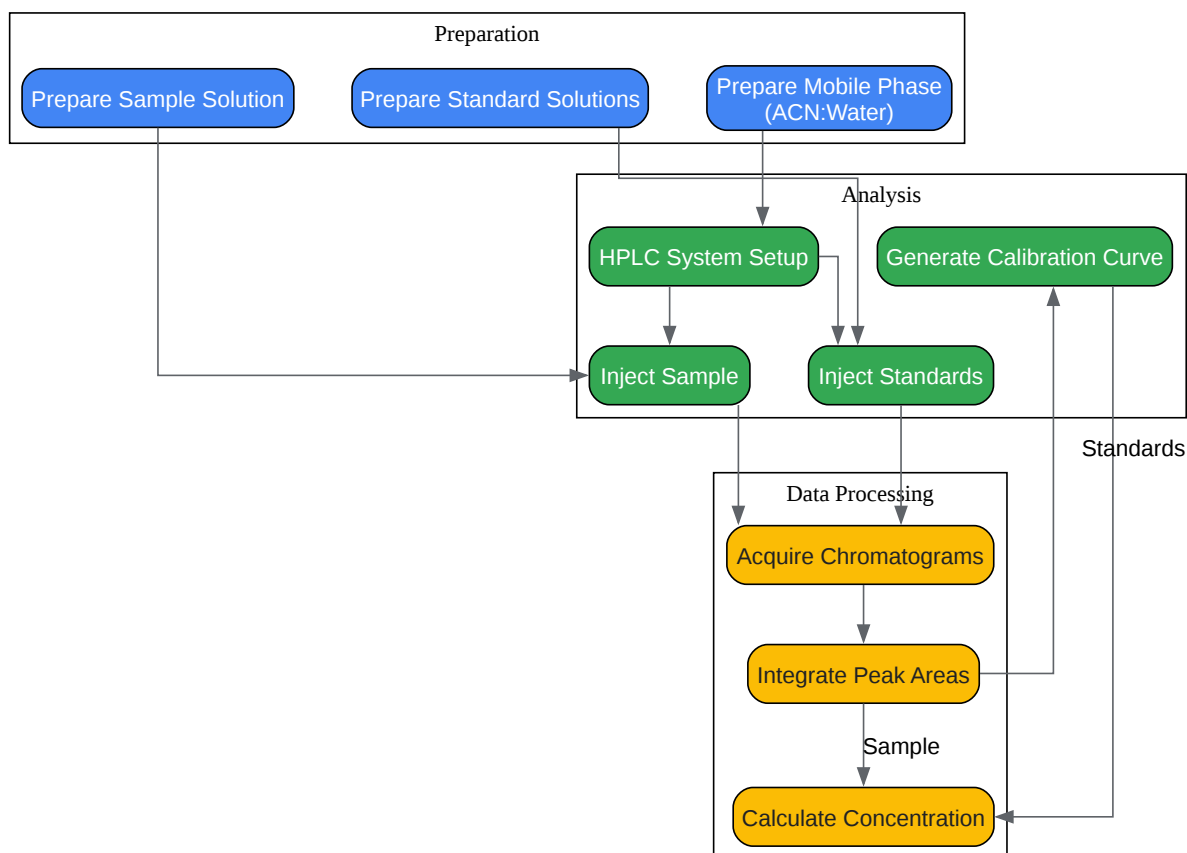 Preparation
Prepare Sample Solution
Prepare Standard Solutions
Prepare Mobile Phase
(ACN:Water)
Analysis
HPLC System Setup
Generate Calibration Curve
Inject Sample
Inject Standards
Standards
Data Processing
Acquire Chromatograms
Integrate Peak Areas
Sample
Calculate Concentration